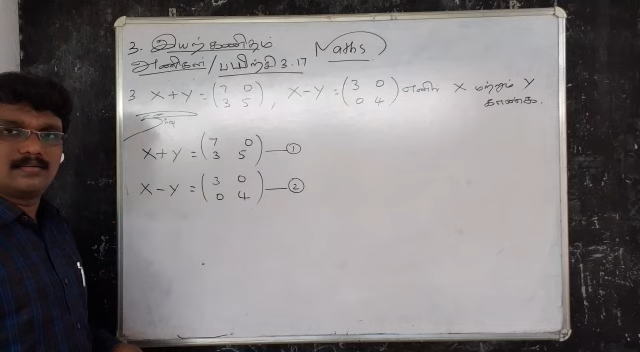 3. இயற்கணிதம் Maths
அணிகள் / பயிற்சி 3.17
3 X+Y = (7 0 3 5), X-Y = (3 0 0 4) எனில் X மற்றும் Y
காண்க.
X+Y = (7 0 3 5) —①
X-Y = (3 0 0 4) —②